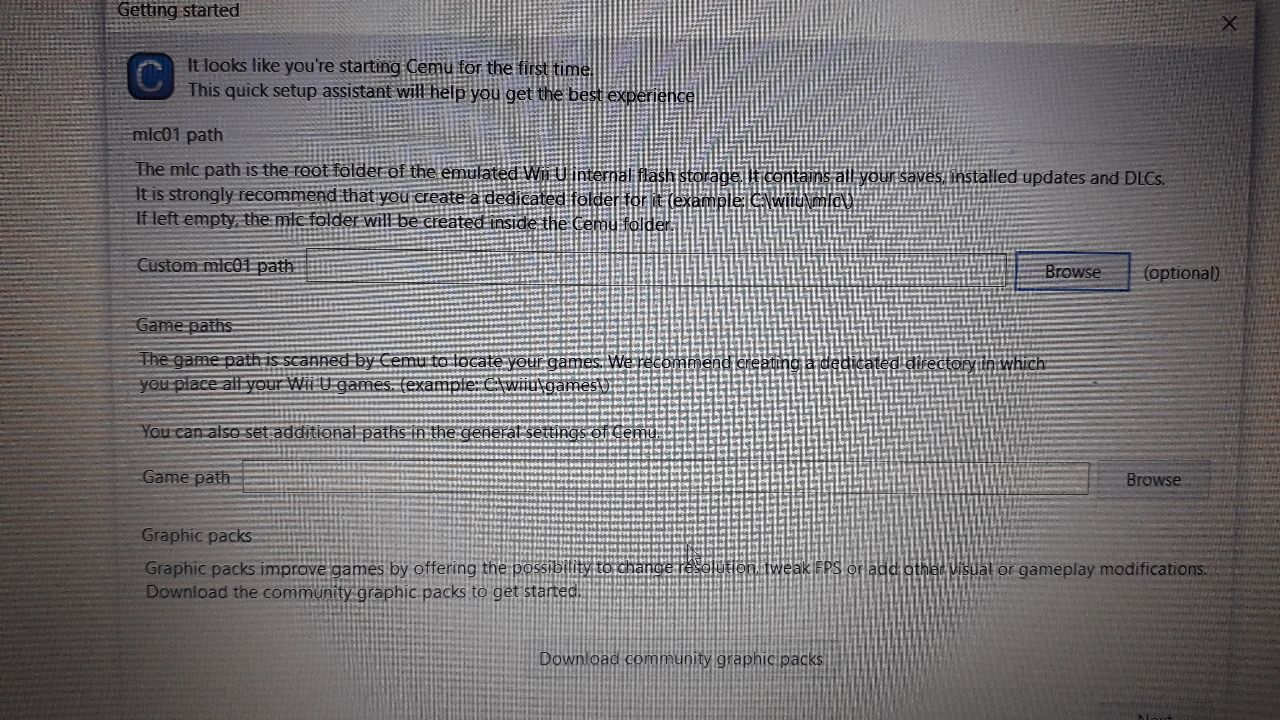 Getting started
It looks like you're starting Cemu for the first time.
This quick setup assistant will help you get the best experience
mlc01 path
The mlc path is the root folder of the emulated Wii U internal flash storage. It contains all your saves, installed updates and DLCs.
It is strongly recommend that you create a dedicated folder for it (example: C:\wiiu\mlc\)
If left empty, the mlc folder will be created inside the Cemu folder.
Custom mlc01 path
Browse
(optional)
Game paths
The game path is scanned by Cemu to locate your games. We recommend creating a dedicated directory in which
you place all your Wii U games. (example: C:\wiiu\games\)
You can also set additional paths in the general settings of Cemu.
Game path
Browse
Graphic packs
Graphic packs improve games by offering the possibility to change resolution, tweak FPS or add other visual or gameplay modifications.
Download the community graphic packs to get started.
Download community graphic packs
Next